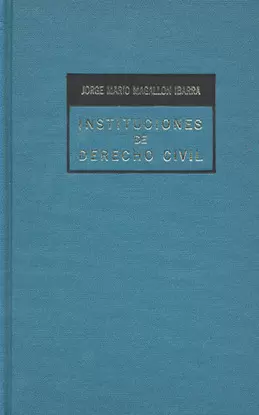 JORGE MARIO MAGALLON IBARRA
INSTITUCIONES
DE
DERECHO CIVIL